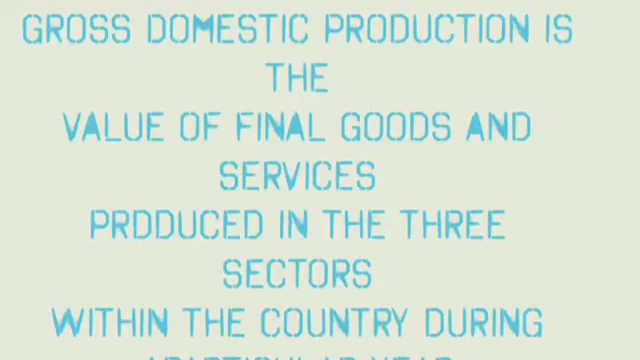 GROSS DOMESTIC PRODUCTION IS
THE
VALUE OF FINAL GOODS AND
SERVICES
PRDDUCED IN THE THREE
SECTORS
WITHIN THE COUNTRY DURING